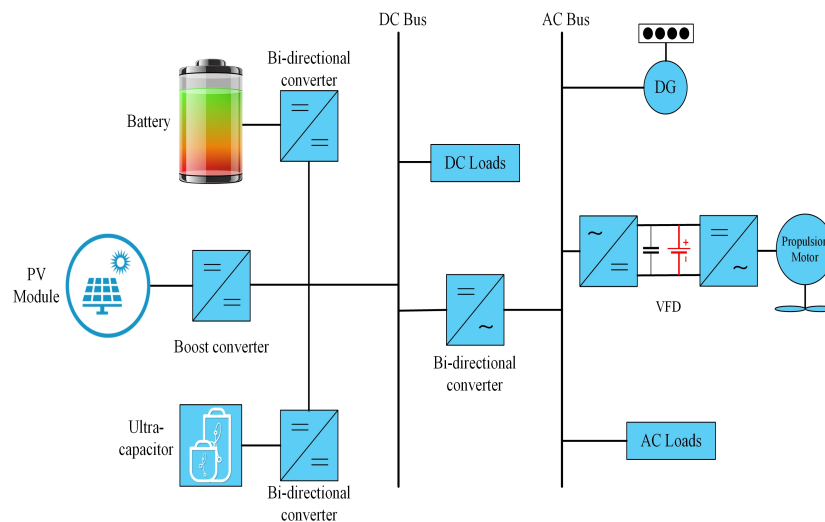 DC Bus
AC Bus
Bi-directional
converter
DG
Battery
DC Loads
PV
Module
Boost converter
Bi-directional
converter
+
−
VFD
Propulsion
Motor
Ultra-
capacitor
Bi-directional
converter
AC Loads